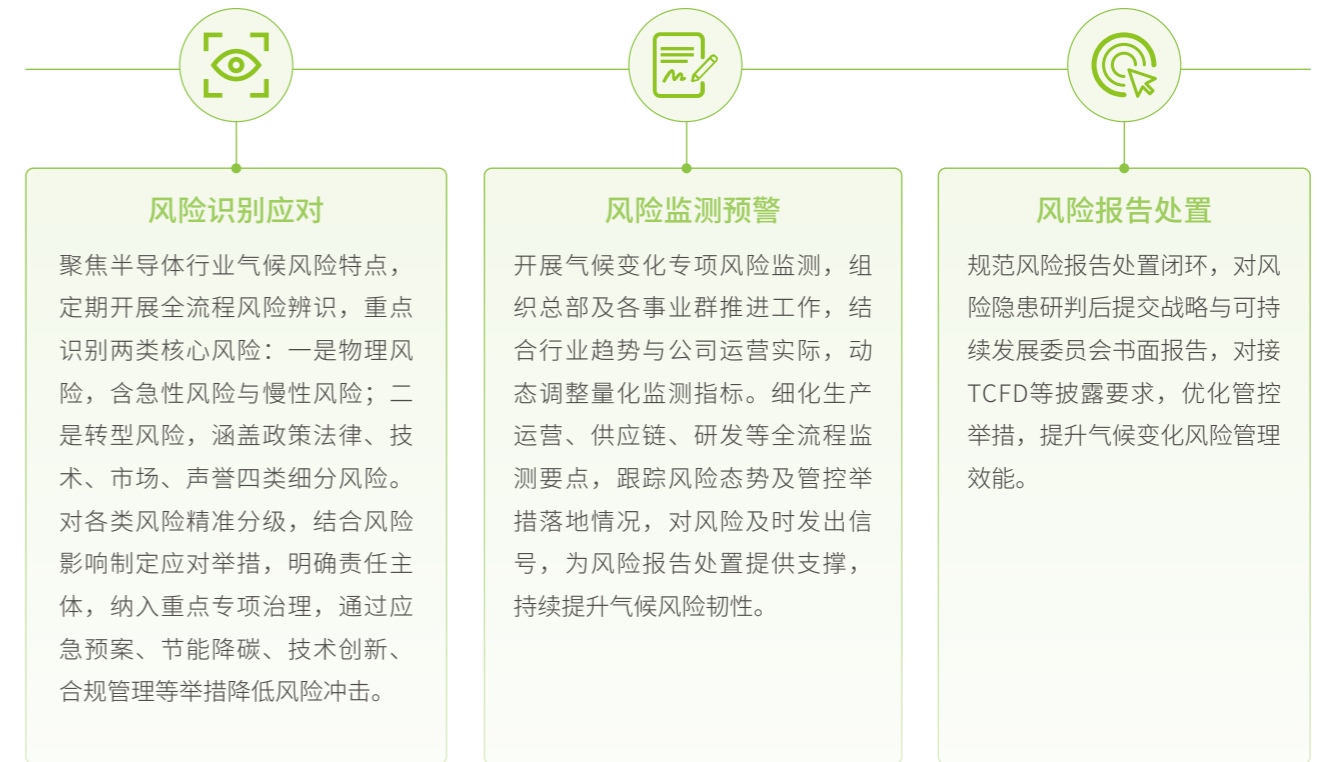 风险识别应对
聚焦半导体行业气候风险特点，
定期开展全流程风险辨识，重点
识别两类核心风险：一是物理风
险，含急性风险与慢性风险；二
是转型风险，涵盖政策法律、技
术、市场、声誉四类细分风险。
对各类风险精准分级，结合风险
影响制定应对举措，明确责任主
体，纳入重点专项治理，通过应
急预案、节能降碳、技术创新、
合规管理等举措降低风险冲击。
风险监测预警
开展气候变化专项风险监测，组
织总部及各事业群推进工作，结
合行业趋势与公司运营实际，动
态调整量化监测指标。细化生产
运营、供应链、研发等全流程监
测要点，跟踪风险态势及管控举
措落地情况，对风险及时发出信
号，为风险报告处置提供支撑，
持续提升气候风险韧性。
风险报告处置
规范风险报告处置闭环，对风
险隐患研判后提交战略与可持
续发展委员会书面报告，对接
TCFD等披露要求，优化管控
举措，提升气候变化风险管理
效能。